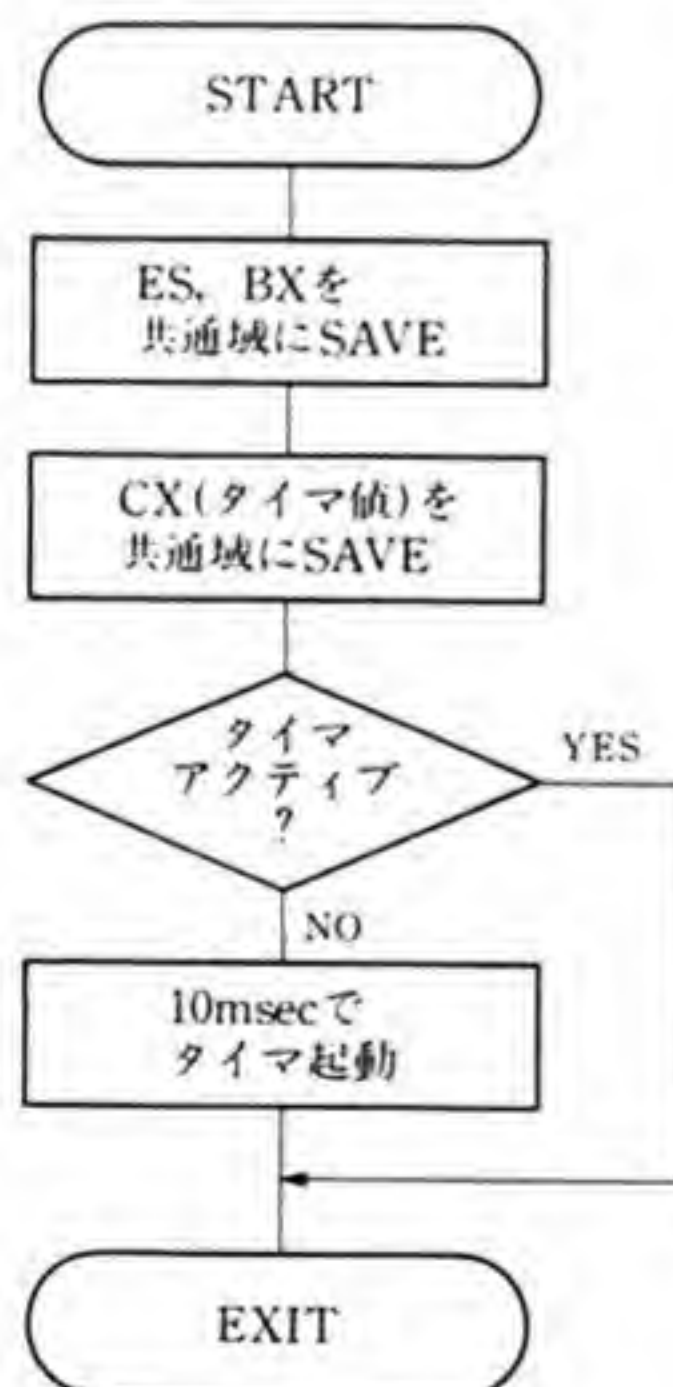 START
ES, BXを
共通域にSAVE
CX(タイマ値)を
共通域にSAVE
タイマ
アクティブ
?
YES
NO
10msecで
タイマ起動
EXIT